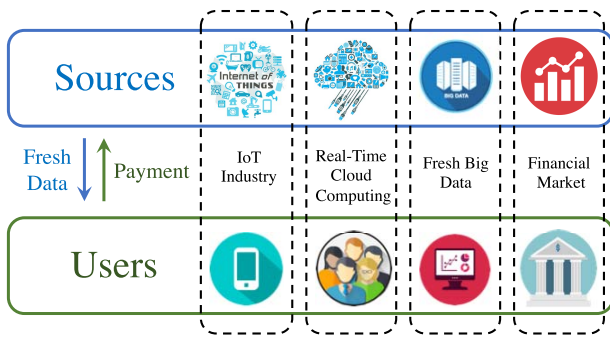 Sources
Internet of
THINGS
BIG DATA
Fresh
Data
Payment
IoT
Industry
Real-Time
Cloud
Computing
Fresh Big
Data
Financial
Market
Users
$